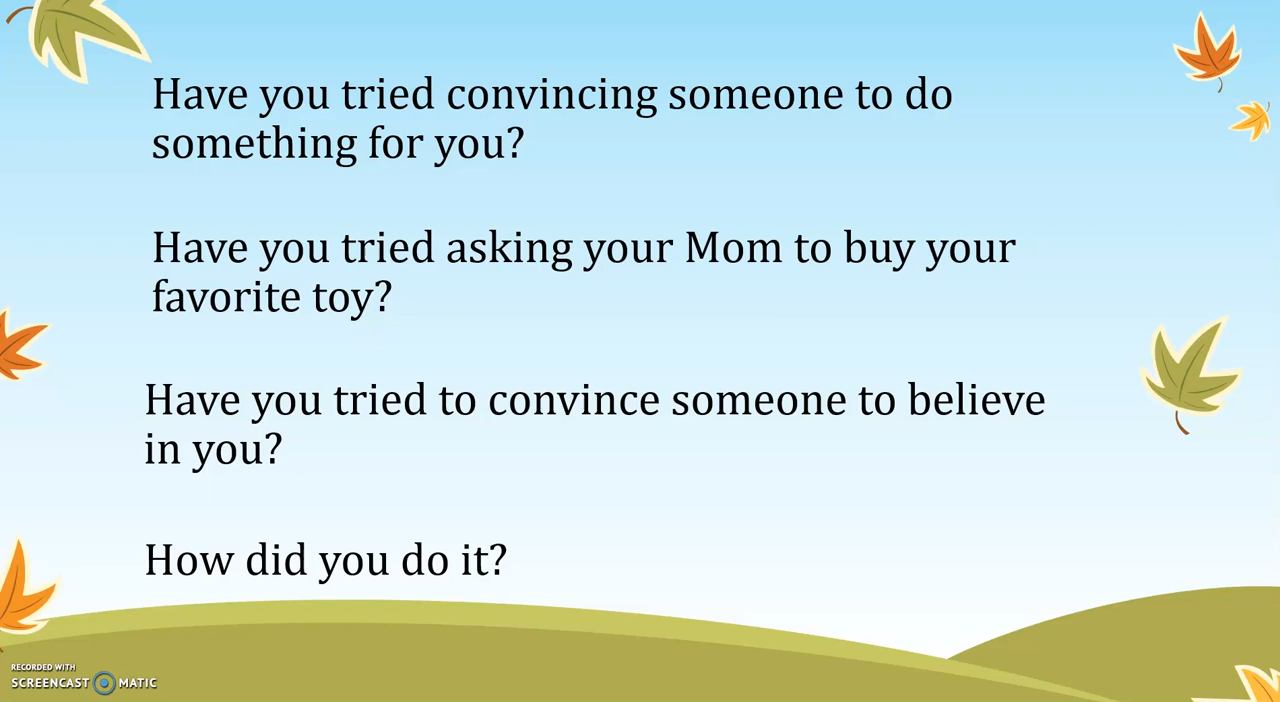 Have you tried convincing someone to do
something for you?
Have you tried asking your Mom to buy your
favorite toy?
Have you tried to convince someone to believe
in you?
How did you do it?
RECORDED WITH
SCREENCAST MATIC